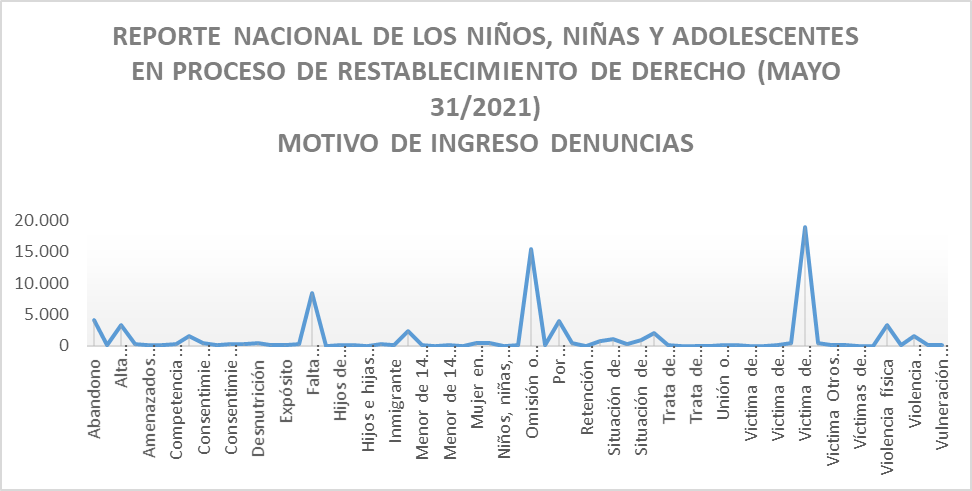 REPORTE NACIONAL DE LOS NIÑOS, NIÑAS Y ADOLESCENTES
EN PROCESO DE RESTABLECIMIENTO DE DERECHO (MAYO
31/2021)
MOTIVO DE INGRESO DENUNCIAS
20.000
15.000
10.000
5.000
0
Abandono
Alta…
Amenazados…
Competencia…
Consentimie…
Consentimie…
Desnutrición
Expósito
Falta…
Hijos de…
Hijos e hijas…
Inmigrante
Menor de 14…
Menor de 14…
Mujer en…
Niños, niñas,…
Omisión o…
Por…
Retención…
Situación de…
Situación de…
Trata de…
Trata de…
Unión o…
Victima de…
Victima de…
Victima de…
Victima Otros…
Víctimas de…
Violencia física
Violencia…
Vulneración…